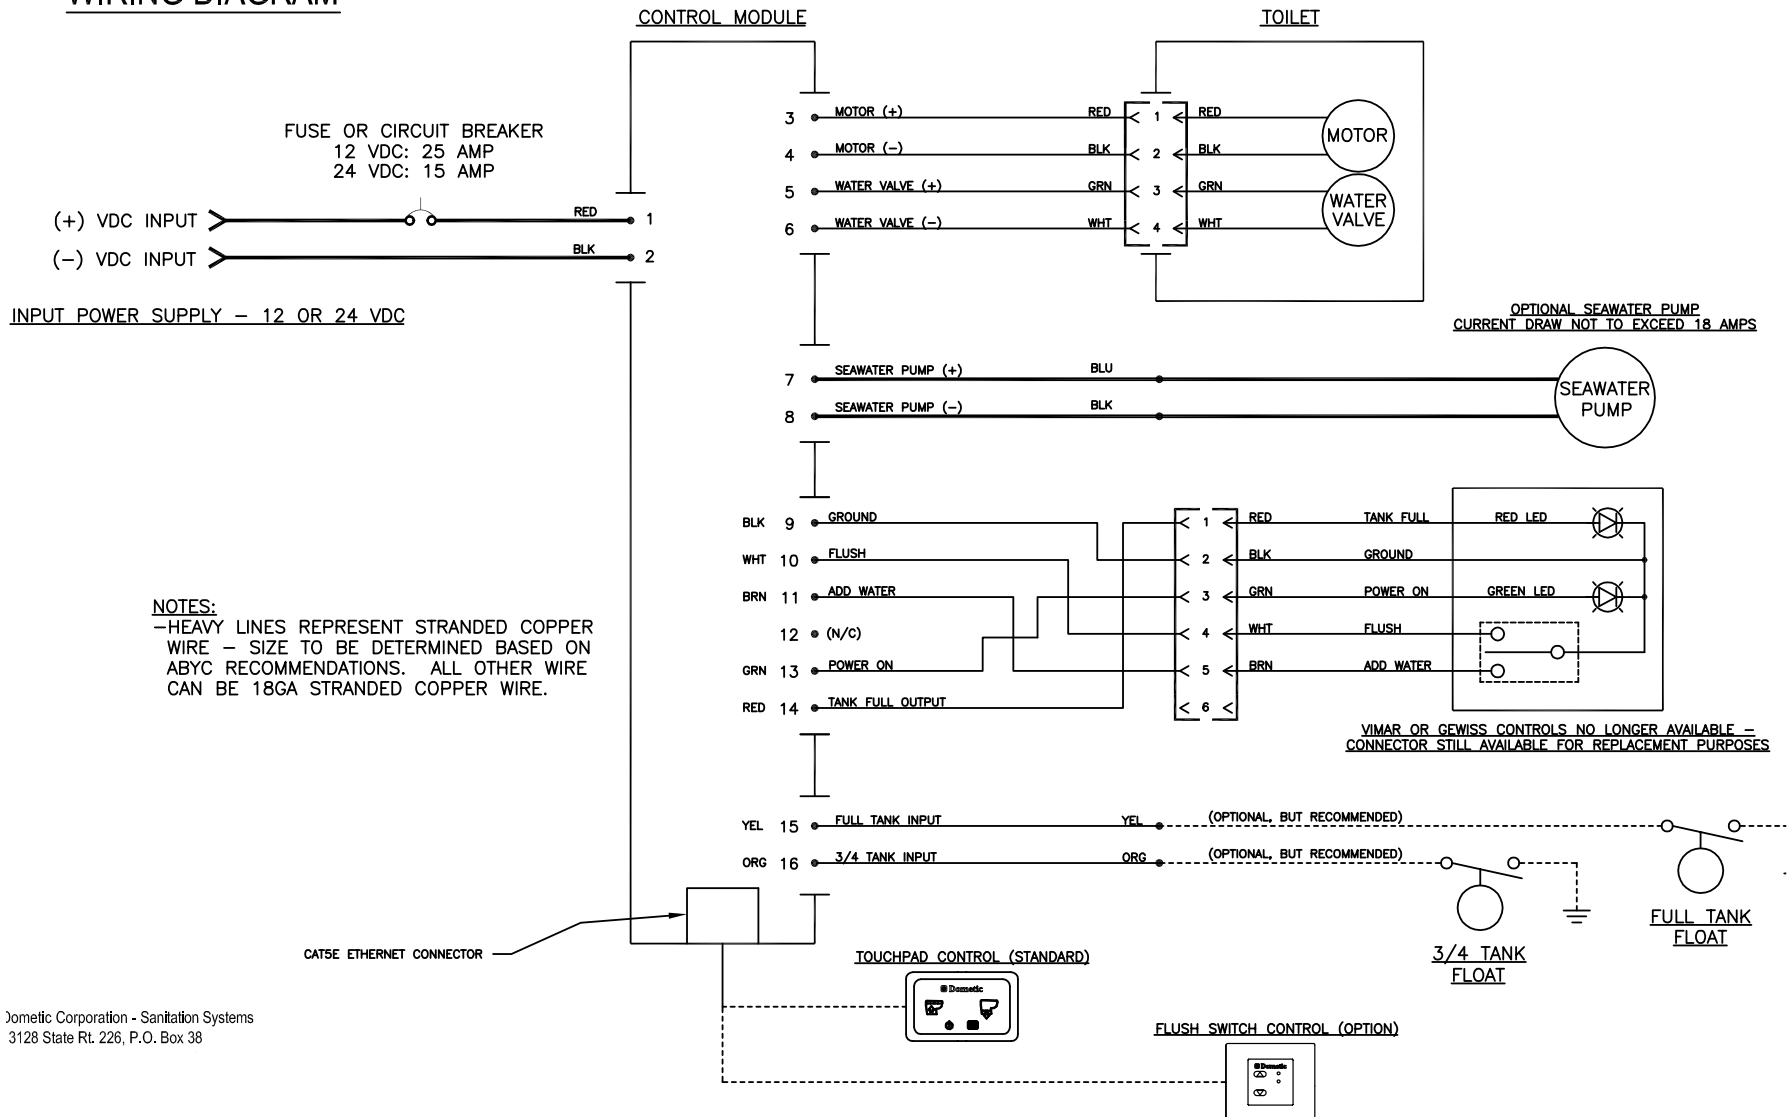 WIRING DIAGRAM
CONTROL MODULE
TOILET
FUSE OR CIRCUIT BREAKER
12 VDC: 25 AMP
24 VDC: 15 AMP
(+) VDC INPUT
RED
1
(-) VDC INPUT
BLK
2
INPUT POWER SUPPLY - 12 OR 24 VDC
3 MOTOR (+) RED 1 RED
4 MOTOR (-) BLK 2 BLK
5 WATER VALVE (+) GRN 3 GRN
6 WATER VALVE (-) WHT 4 WHT
MOTOR
WATER
VALVE
OPTIONAL SEAWATER PUMP
CURRENT DRAW NOT TO EXCEED 18 AMPS
7 SEAWATER PUMP (+) BLU
8 SEAWATER PUMP (-) BLK
SEAWATER
PUMP
BLK 9 GROUND
WHT 10 FLUSH
BRN 11 ADD WATER
12 (N/C)
GRN 13 POWER ON
RED 14 TANK FULL OUTPUT
1 RED TANK FULL RED LED
2 BLK GROUND
3 GRN POWER ON GREEN LED
4 WHT FLUSH
5 BRN ADD WATER
6
VIMAR OR GEWISS CONTROLS NO LONGER AVAILABLE -
CONNECTOR STILL AVAILABLE FOR REPLACEMENT PURPOSES
NOTES:
-HEAVY LINES REPRESENT STRANDED COPPER
WIRE - SIZE TO BE DETERMINED BASED ON
ABYC RECOMMENDATIONS. ALL OTHER WIRE
CAN BE 18GA STRANDED COPPER WIRE.
YEL 15 FULL TANK INPUT YEL (OPTIONAL, BUT RECOMMENDED)
ORG 16 3/4 TANK INPUT ORG (OPTIONAL, BUT RECOMMENDED)
FULL TANK
FLOAT
3/4 TANK
FLOAT
CAT5E ETHERNET CONNECTOR
TOUCHPAD CONTROL (STANDARD)
Dometic
FLUSH SWITCH CONTROL (OPTION)
Dometic
Dometic Corporation - Sanitation Systems
13128 State Rt. 226, P.O. Box 38